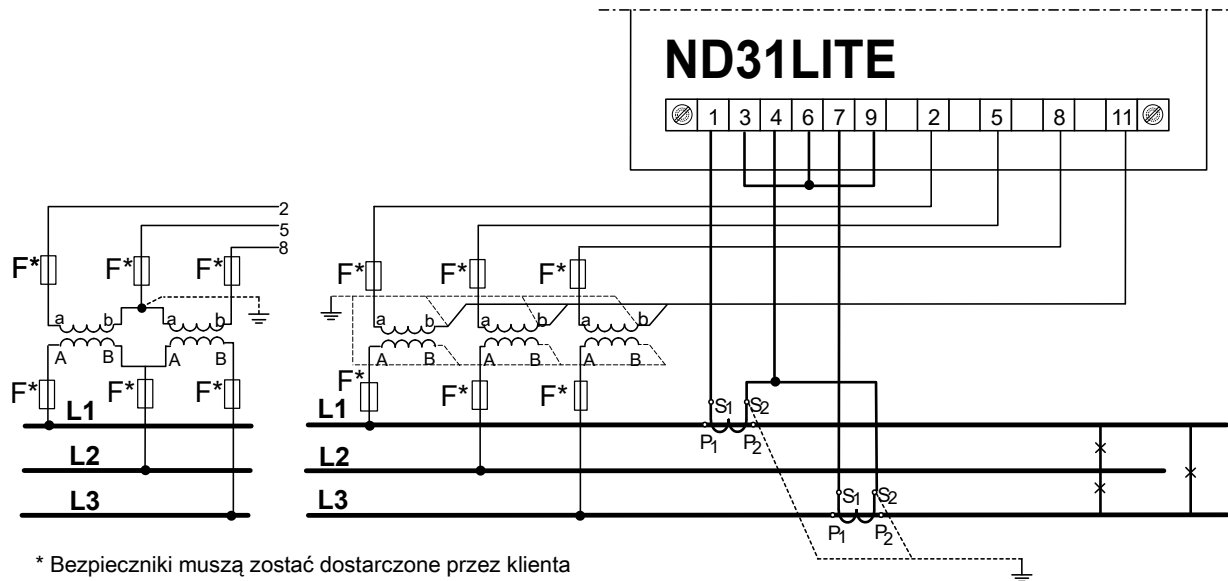 ND31LITE
1 3 4 6 7 9 2 5 8 11
2
5
8
F* F* F*
F* F* F*
a b a b
a b a b a b
A B A B
A B A B A B
F* F* F*
F* F* F*
L1
L1
S1 S2
P1 P2
L2
L2
L3
L3
S1 S2
P1 P2
* Bezpieczniki muszą zostać dostarczone przez klienta